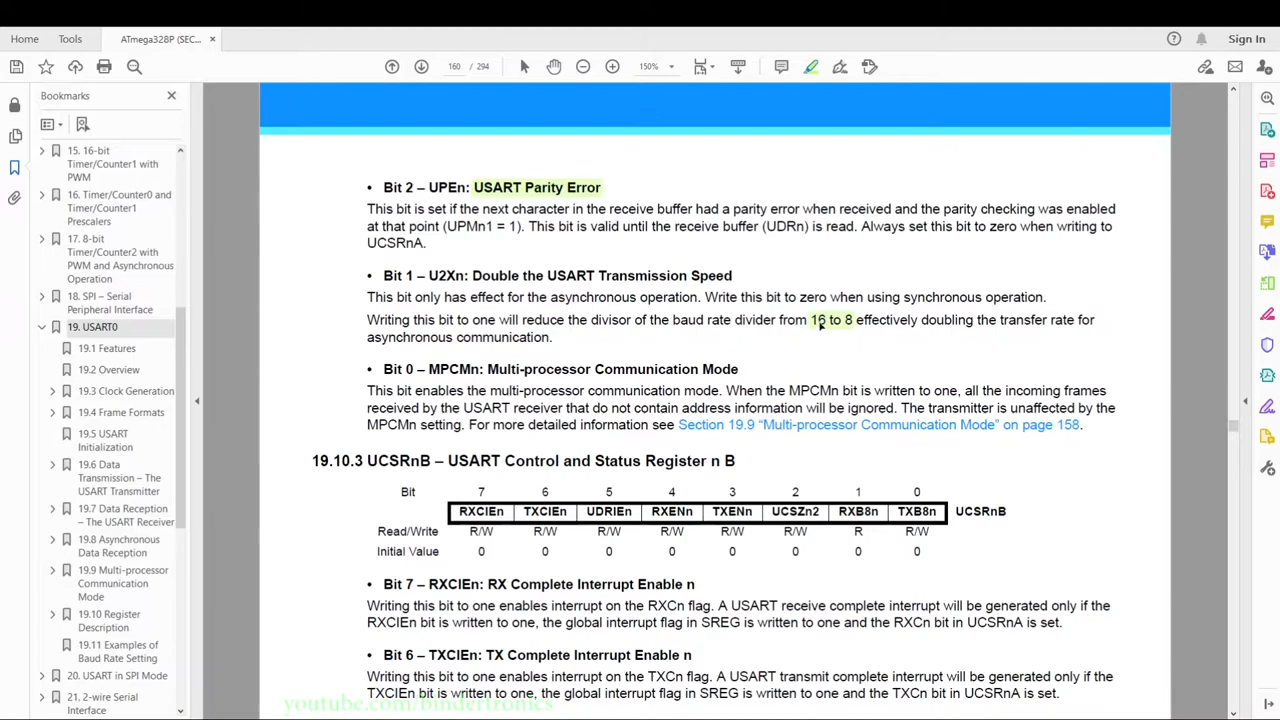 Home Tools ATmega328P (SEC... ×
? Sign In
160 / 294 150%
Bookmarks
15. 16-bit
Timer/Counter1 with
PWM
16. Timer/Counter0 and
Timer/Counter1
Prescalers
17. 8-bit
Timer/Counter2 with
PWM and Asynchronous
Operation
18. SPI – Serial
Peripheral Interface
19. USART0
19.1 Features
19.2 Overview
19.3 Clock Generation
19.4 Frame Formats
19.5 USART
Initialization
19.6 Data
Transmission – The
USART Transmitter
19.7 Data Reception
– The USART Receiver
19.8 Asynchronous
Data Reception
19.9 Multi-processor
Communication
Mode
19.10 Register
Description
19.11 Examples of
Baud Rate Setting
20. USART in SPI Mode
21. 2-wire Serial
Interface
• Bit 2 – UPEn: USART Parity Error
This bit is set if the next character in the receive buffer had a parity error when received and the parity checking was enabled
at that point (UPMn1 = 1). This bit is valid until the receive buffer (UDRn) is read. Always set this bit to zero when writing to
UCSRnA.
• Bit 1 – U2Xn: Double the USART Transmission Speed
This bit only has effect for the asynchronous operation. Write this bit to zero when using synchronous operation.
Writing this bit to one will reduce the divisor of the baud rate divider from 16 to 8 effectively doubling the transfer rate for
asynchronous communication.
• Bit 0 – MPCMn: Multi-processor Communication Mode
This bit enables the multi-processor communication mode. When the MPCMn bit is written to one, all the incoming frames
received by the USART receiver that do not contain address information will be ignored. The transmitter is unaffected by the
MPCMn setting. For more detailed information see Section 19.9 “Multi-processor Communication Mode” on page 158.
19.10.3 UCSRnB – USART Control and Status Register n B
Bit 7 6 5 4 3 2 1 0
RXCIEn TXCIEn UDRIEn RXENn TXENn UCSZn2 RXB8n TXB8n UCSRnB
Read/Write R/W R/W R/W R/W R/W R/W R R/W
Initial Value 0 0 0 0 0 0 0 0
• Bit 7 – RXCIEn: RX Complete Interrupt Enable n
Writing this bit to one enables interrupt on the RXCn flag. A USART receive complete interrupt will be generated only if the
RXCIEn bit is written to one, the global interrupt flag in SREG is written to one and the RXCn bit in UCSRnA is set.
• Bit 6 – TXCIEn: TX Complete Interrupt Enable n
Writing this bit to one enables interrupt on the TXCn flag. A USART transmit complete interrupt will be generated only if the
TXCIEn bit is written to one, the global interrupt flag in SREG is written to one and the TXCn bit in UCSRnA is set.
youtube.com/bindertronics